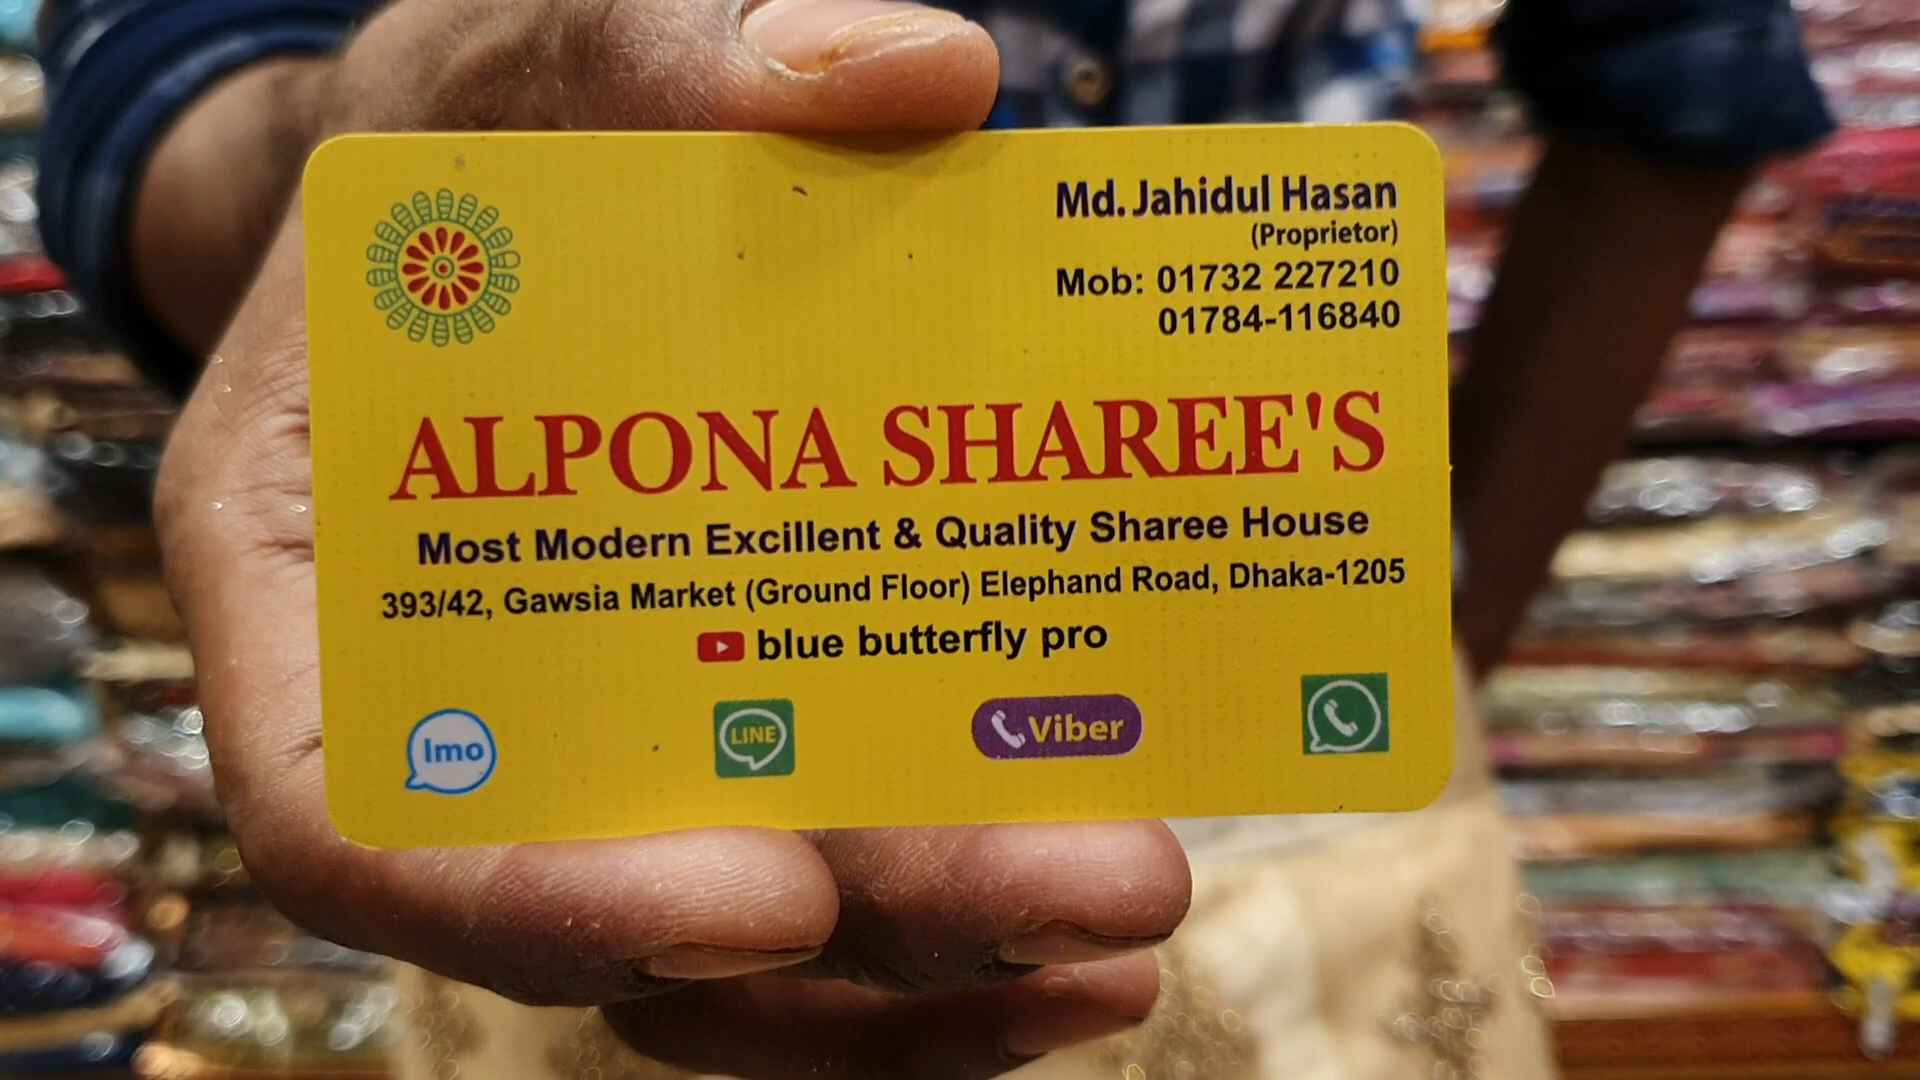 Md. Jahidul Hasan
(Proprietor)
Mob: 01732 227210
01784-116840
ALPONA SHAREE'S
Most Modern Excillent & Quality Sharee House
393/42, Gawsia Market (Ground Floor) Elephand Road, Dhaka-1205
blue butterfly pro
Imo LINE Viber